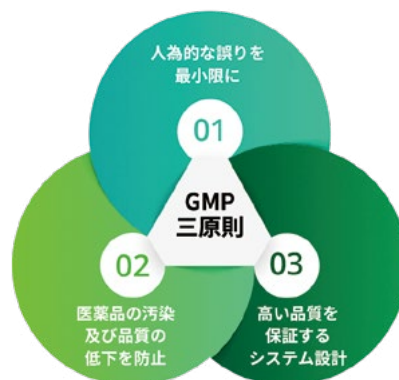 人為的な誤りを
最小限に
01
GMP
三原則
02
医薬品の汚染
及び品質の
低下を防止
03
高い品質を
保証する
システム設計